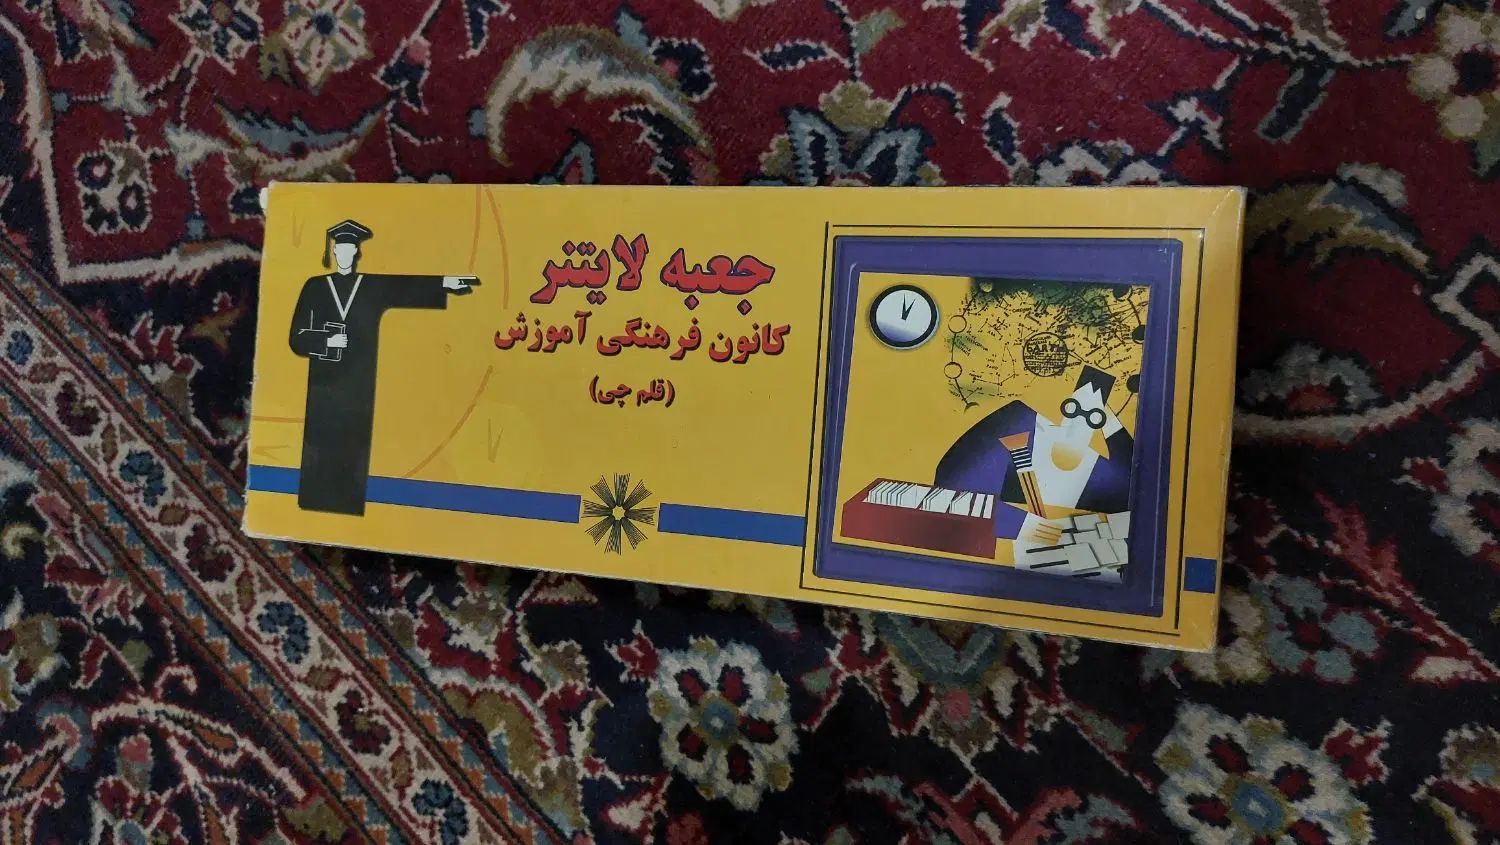 جعبه لایتنر
کانون فرهنگی آموزش
(قلم چی)